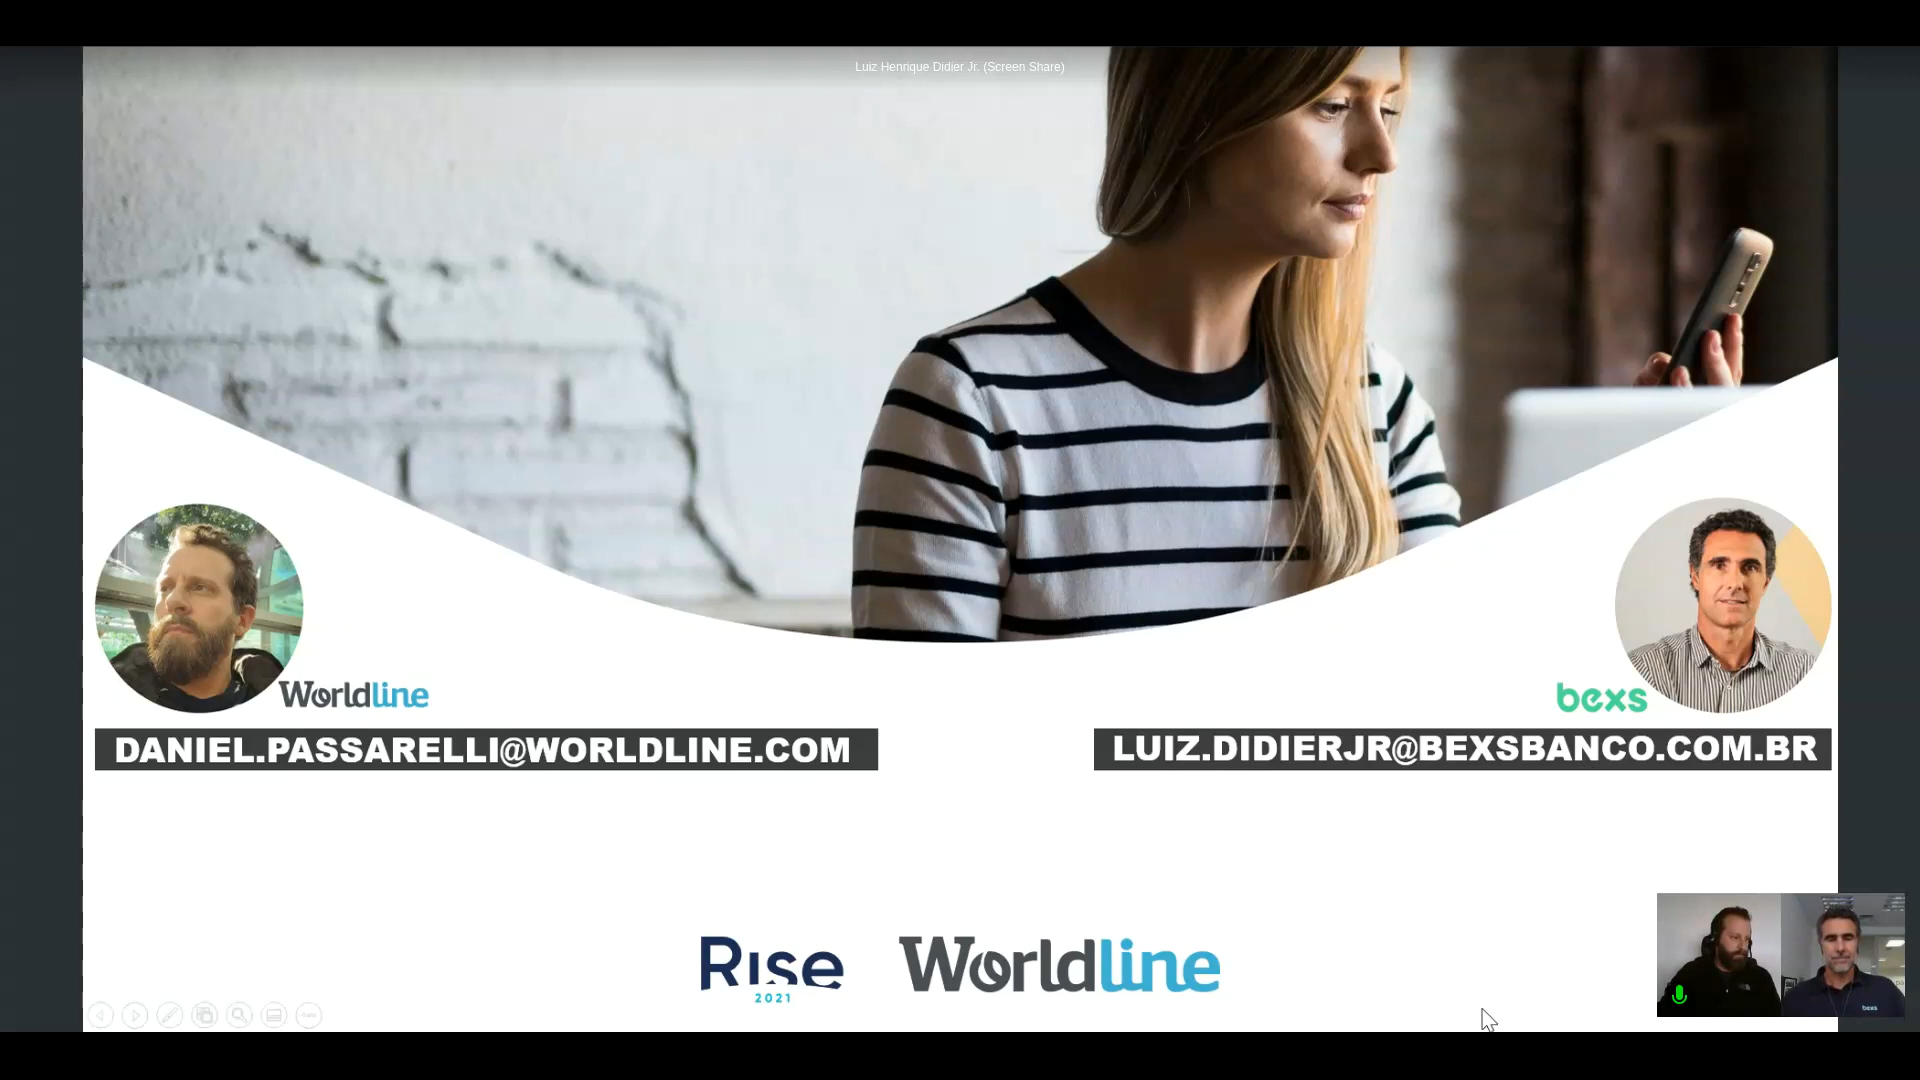 Luiz Henrique Didier Jr. (Screen Share)
Worldline
bexs
DANIEL.PASSARELLI@WORLDLINE.COM
LUIZ.DIDIERJR@BEXSBANCO.COM.BR
Rise
2021
Worldline
bexs